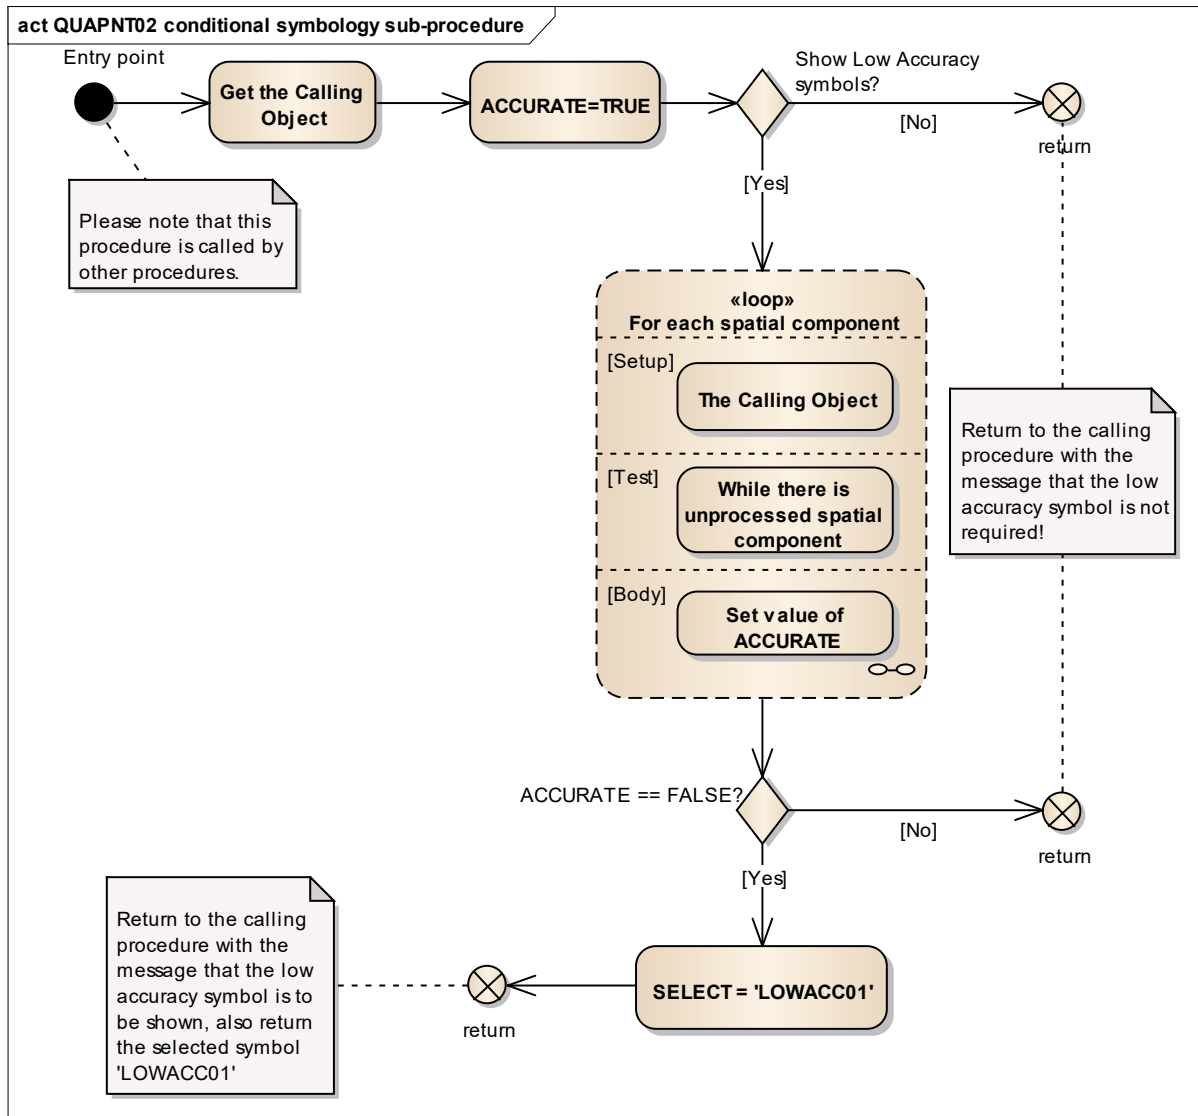 act QUAPNT02 conditional symbology sub-procedure
Entry point
Get the Calling
Object
ACCURATE=TRUE
Show Low Accuracy
symbols?
[No]
return
[Yes]
Please note that this
procedure is called by
other procedures.
«loop»
For each spatial component
[Setup]
The Calling Object
[Test]
While there is
unprocessed spatial
component
[Body]
Set value of
ACCURATE
Return to the calling
procedure with the
message that the low
accuracy symbol is not
required!
ACCURATE == FALSE?
[No]
return
[Yes]
SELECT = 'LOWACC01'
return
Return to the calling
procedure with the
message that the low
accuracy symbol is to
be shown, also return
the selected symbol
'LOWACC01'